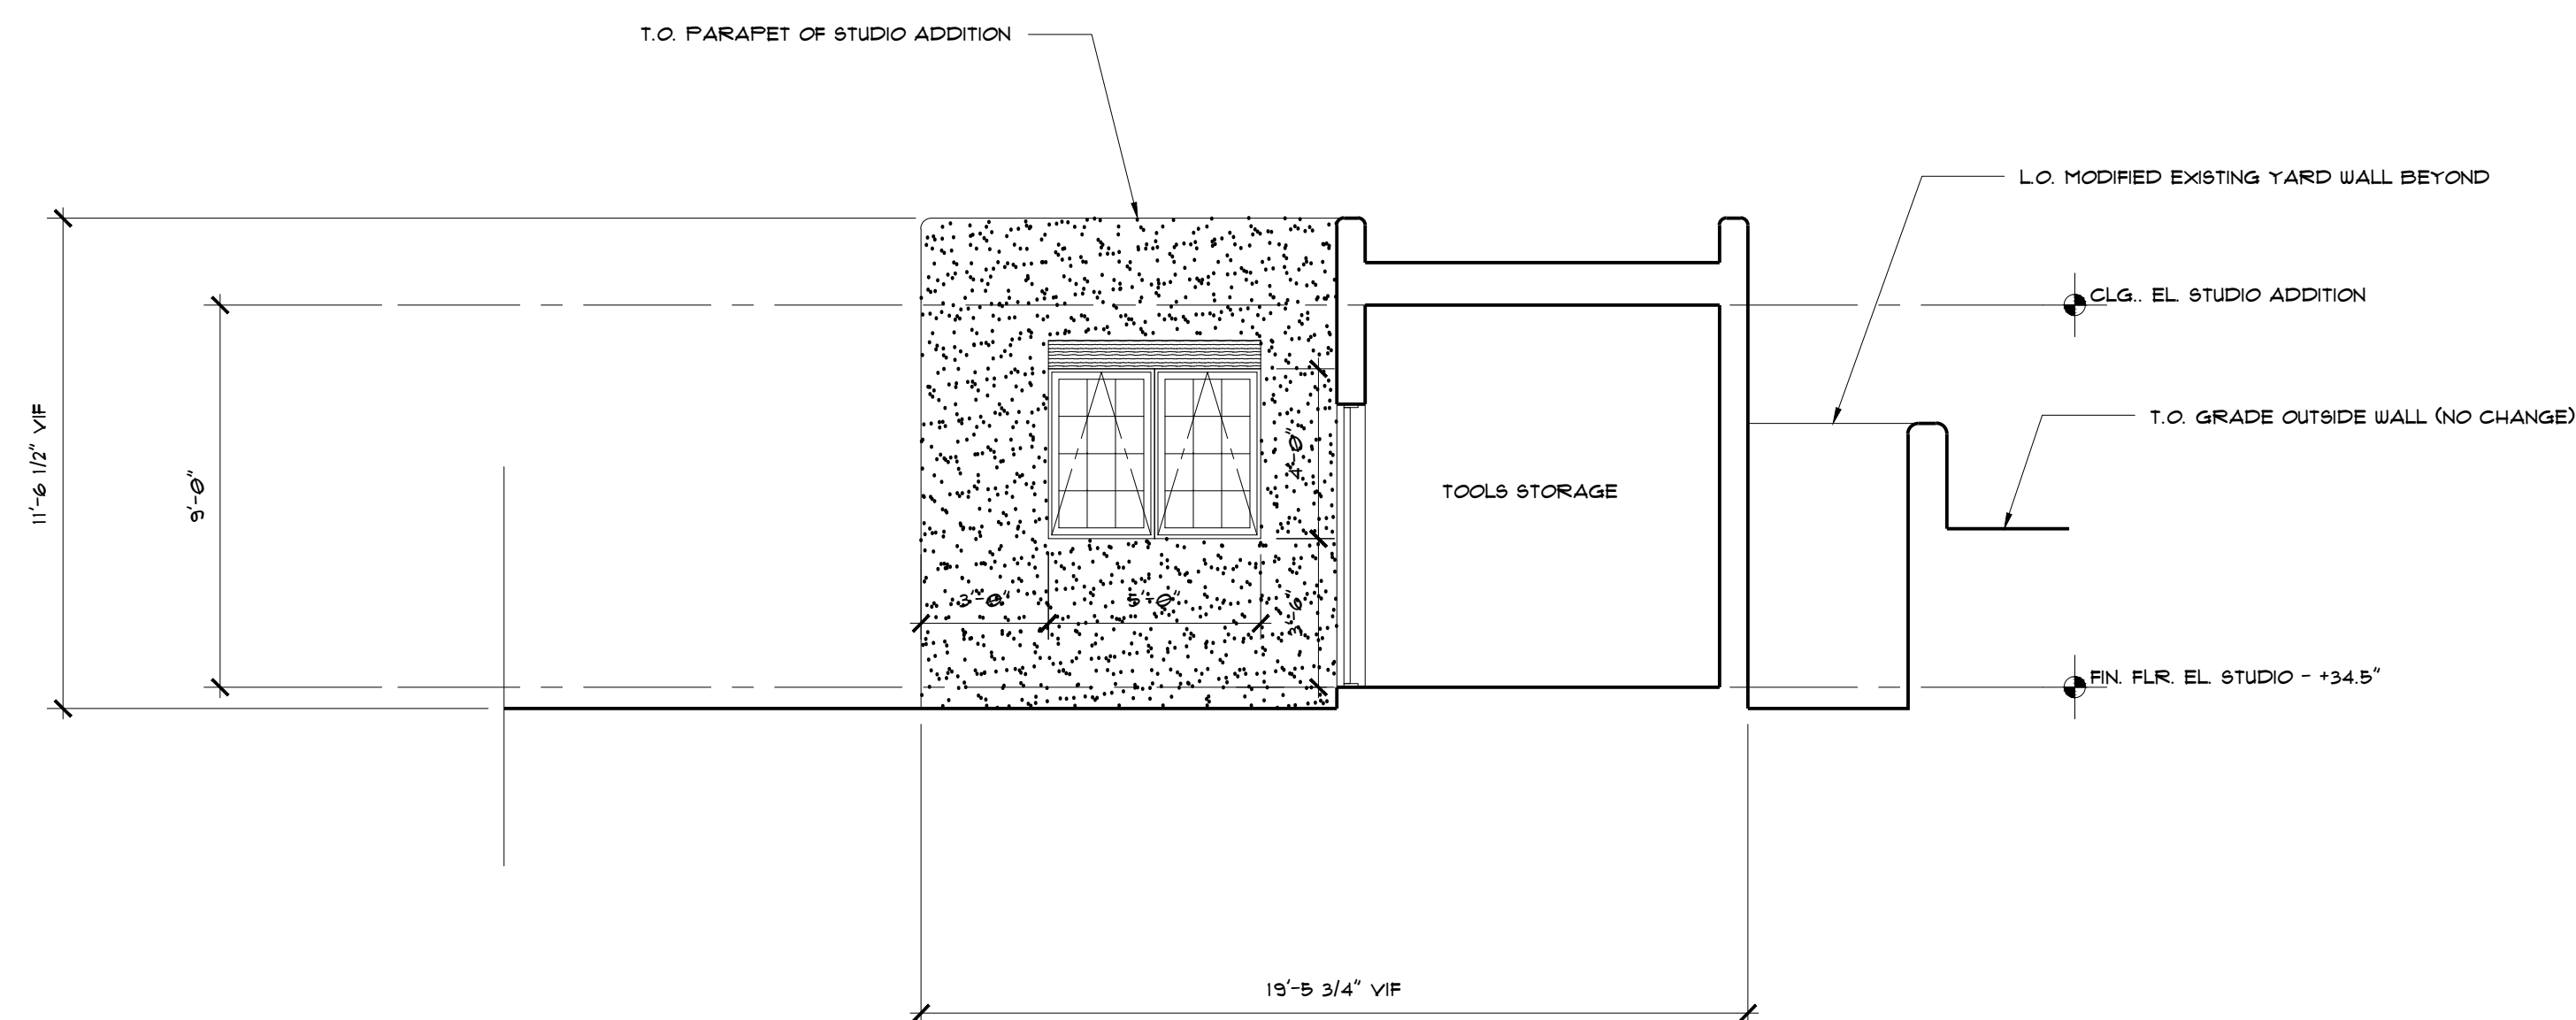 T.O. PARAPET OF STUDIO ADDITION
L.O. MODIFIED EXISTING YARD WALL BEYOND
CLG.. EL. STUDIO ADDITION
T.O. GRADE OUTSIDE WALL (NO CHANGE)
11'-6 1/2" VIF
9'-0"
4'-0"
TOOLS STORAGE
3'-0"
5'-0"
3'-6"
FIN. FLR. EL. STUDIO - +34.5"
19'-5 3/4" VIF